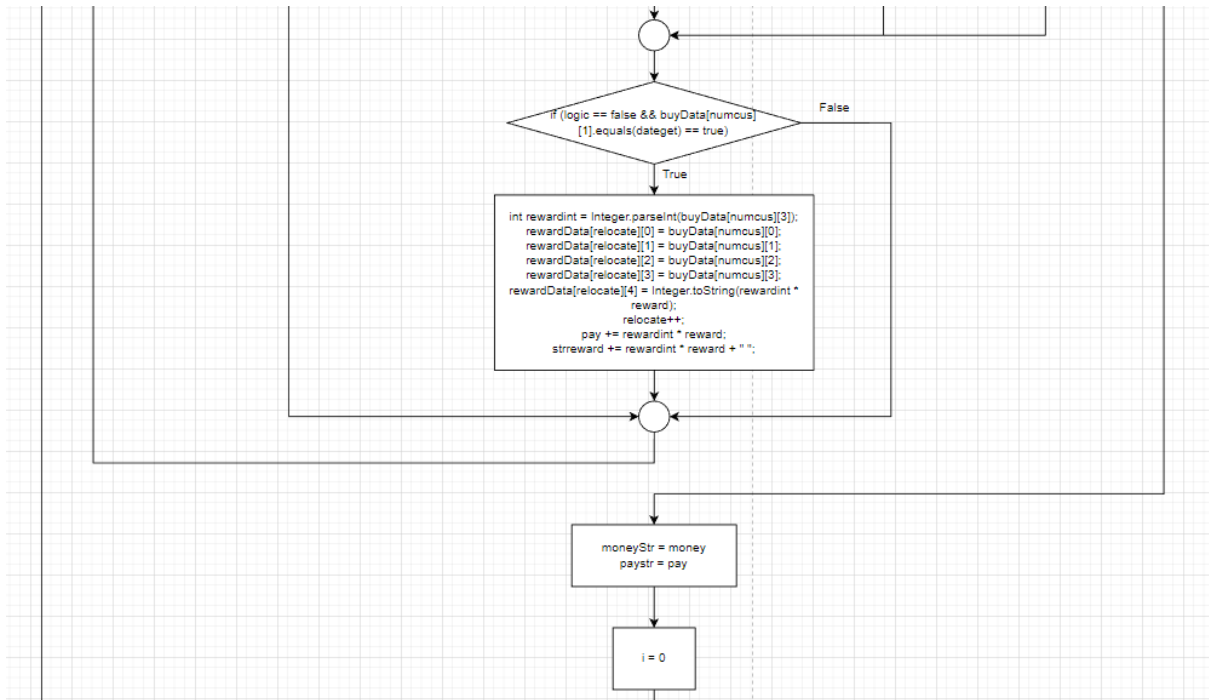 False
if (logic == false && buyData[numcus]
[1].equals(dateget) == true)
True
int rewardint = Integer.parseInt(buyData[numcus][3]);
rewardData[relocate][0] = buyData[numcus][0];
rewardData[relocate][1] = buyData[numcus][1];
rewardData[relocate][2] = buyData[numcus][2];
rewardData[relocate][3] = buyData[numcus][3];
rewardData[relocate][4] = Integer.toString(rewardint *
reward);
relocate++;
pay += rewardint * reward;
strreward += rewardint * reward + " ";
moneyStr = money
paystr = pay
i = 0